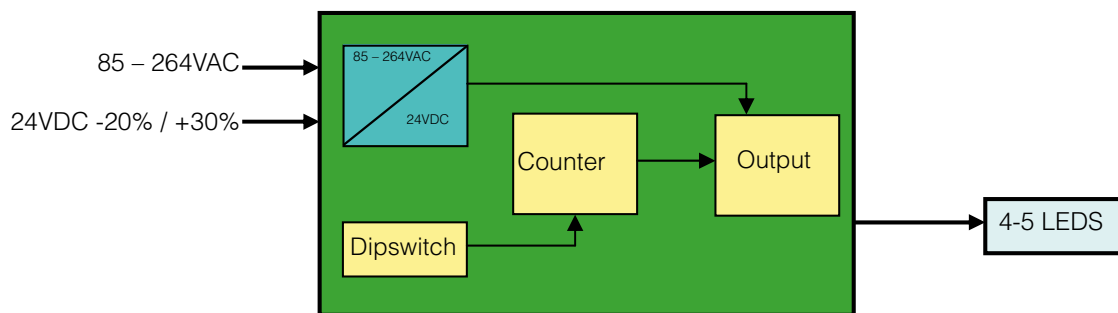 85 – 264VAC
24VDC -20% / +30%
85 – 264VAC
24VDC
Counter
Output
Dipswitch
4-5 LEDS